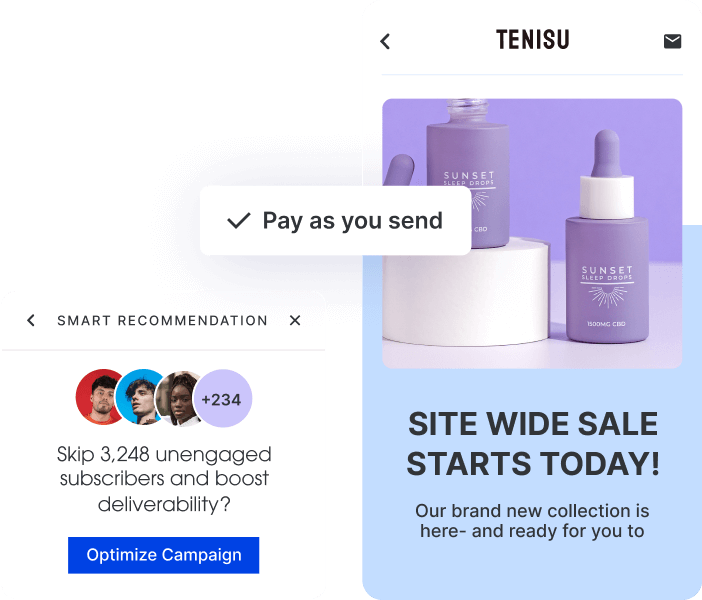 TENISU
SUNSET
SLEEP DROPS
CBD
SUNSET
SLEEP DROPS
1500MG CBD
Pay as you send
SMART RECOMMENDATION
+234
Skip 3,248 unengaged
subscribers and boost
deliverability?
Optimize Campaign
SITE WIDE SALE
STARTS TODAY!
Our brand new collection is
here- and ready for you to